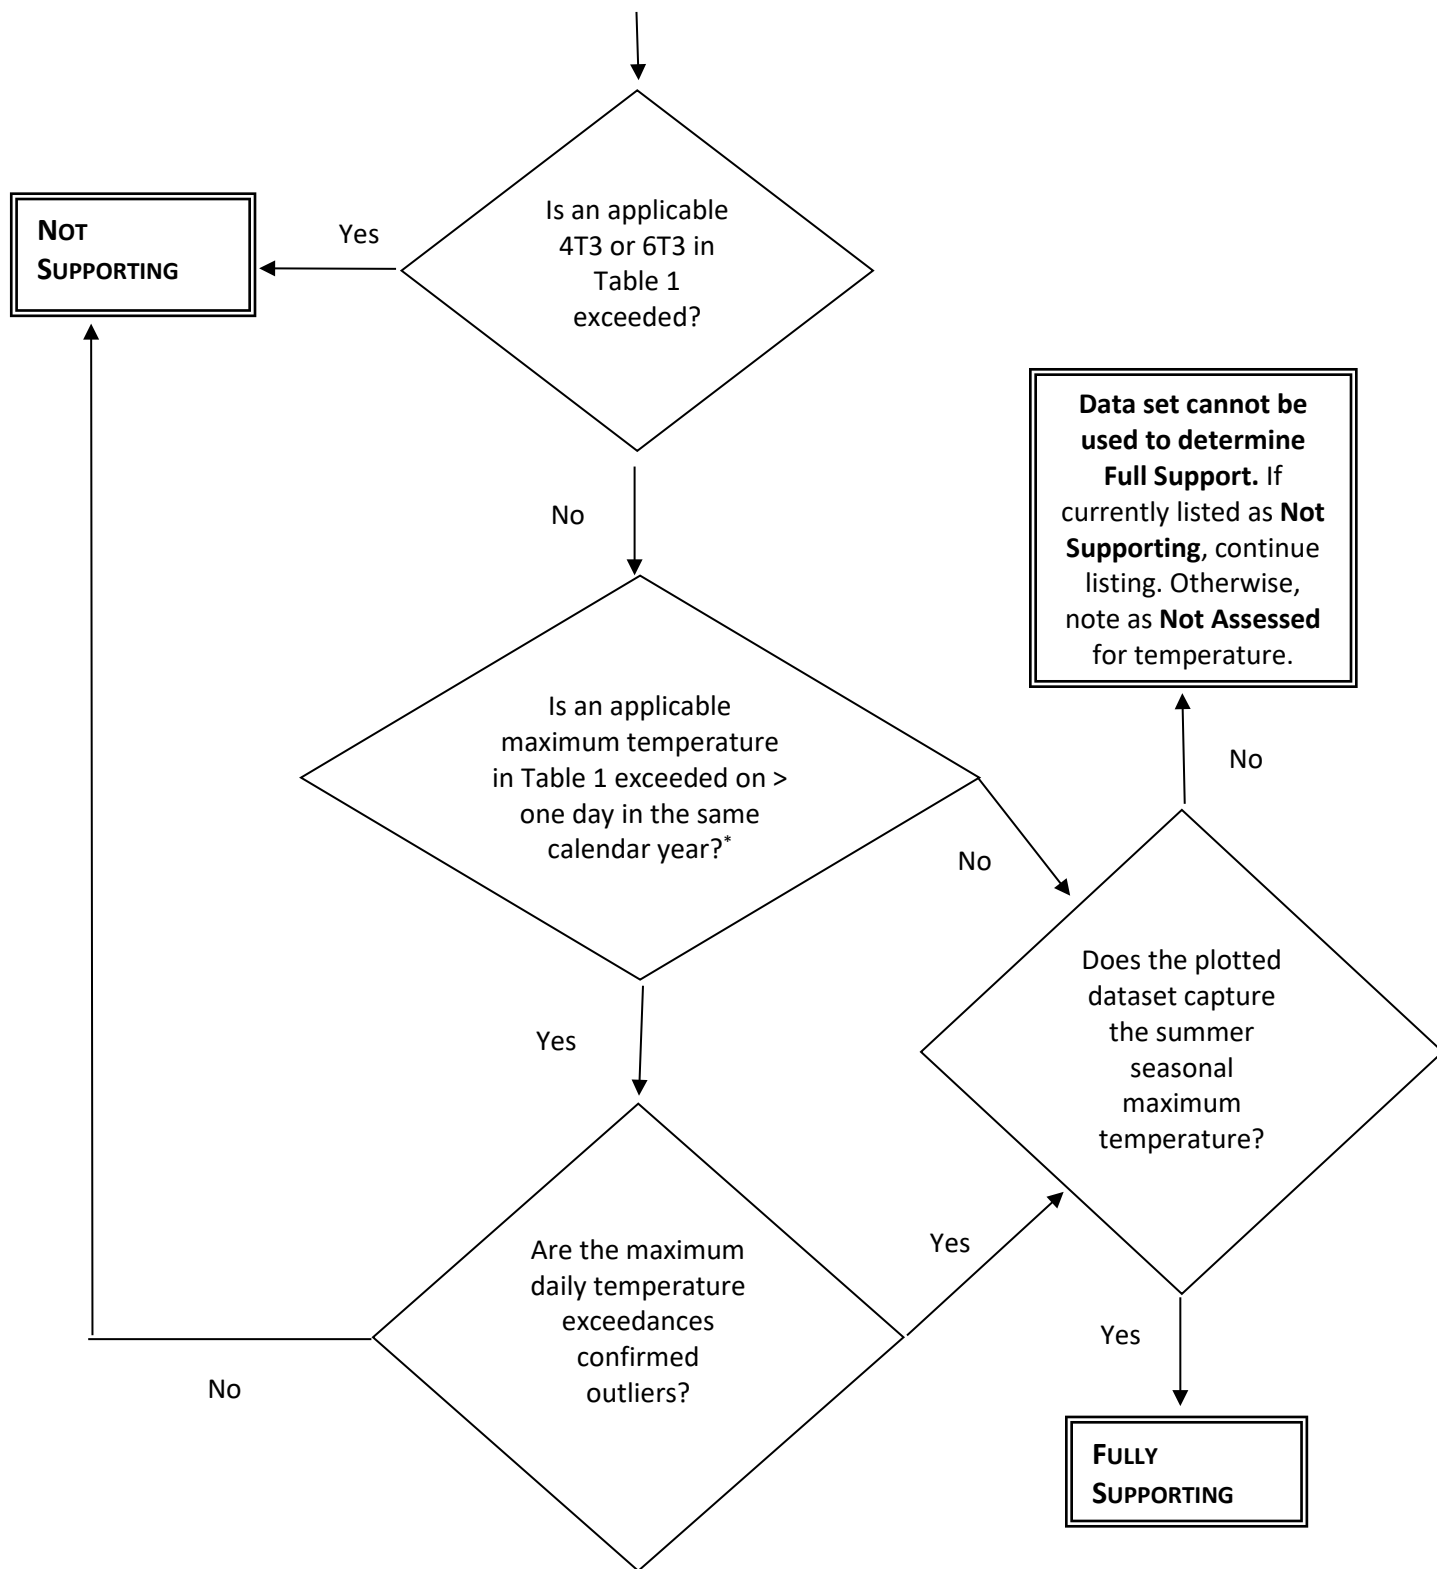 Is an applicable
4T3 or 6T3 in
Table 1
exceeded?
Yes
NOT
SUPPORTING
No
Is an applicable
maximum temperature
in Table 1 exceeded on >
one day in the same
calendar year?*
No
Yes
Are the maximum
daily temperature
exceedances
confirmed
outliers?
No
Yes
Does the plotted
dataset capture
the summer
seasonal
maximum
temperature?
No
Data set cannot be
used to determine
Full Support. If
currently listed as Not
Supporting, continue
listing. Otherwise,
note as Not Assessed
for temperature.
Yes
FULLY
SUPPORTING